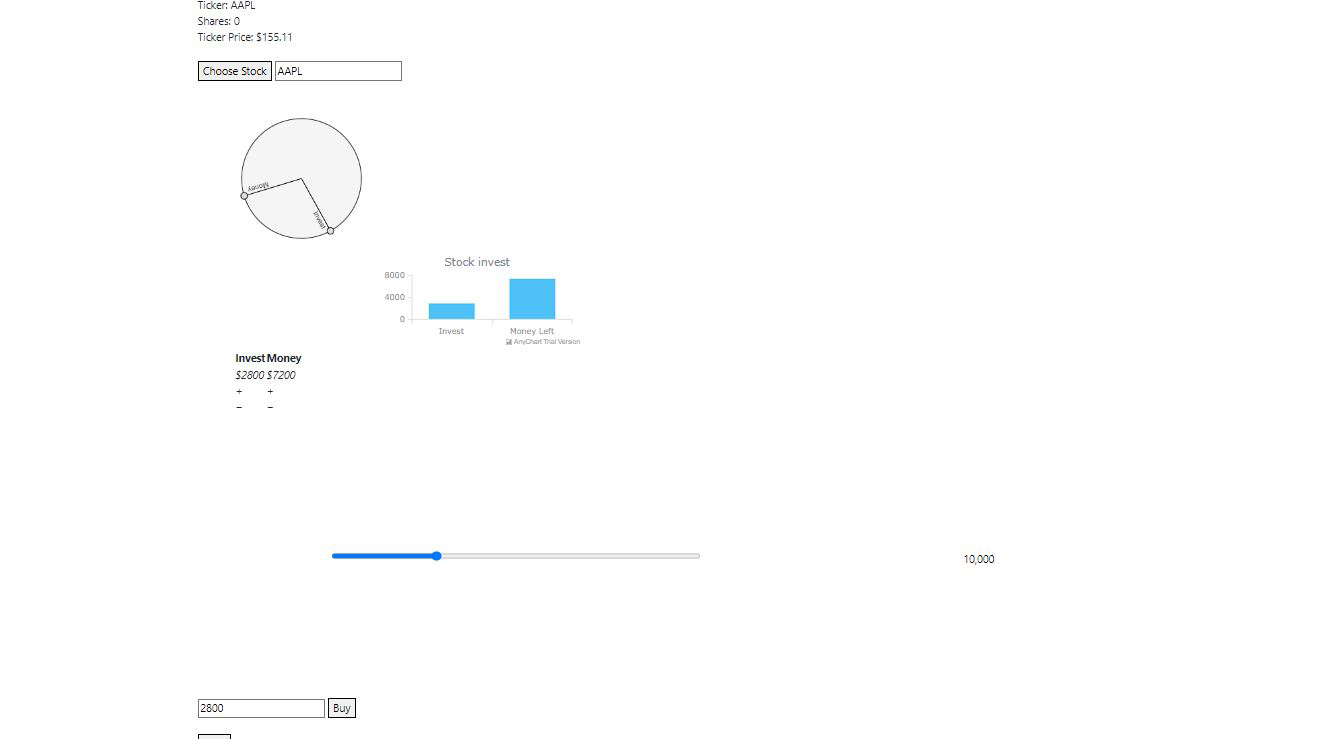 Ticker: AAPL
Shares: 0
Ticker Price: $155.11
Choose Stock AAPL
Money
Invest
Stock invest
8000
4000
0
Invest Money Left
AnyChart Trial Version
Invest Money
$2800 $7200
+ +
− −
10,000
2800 Buy